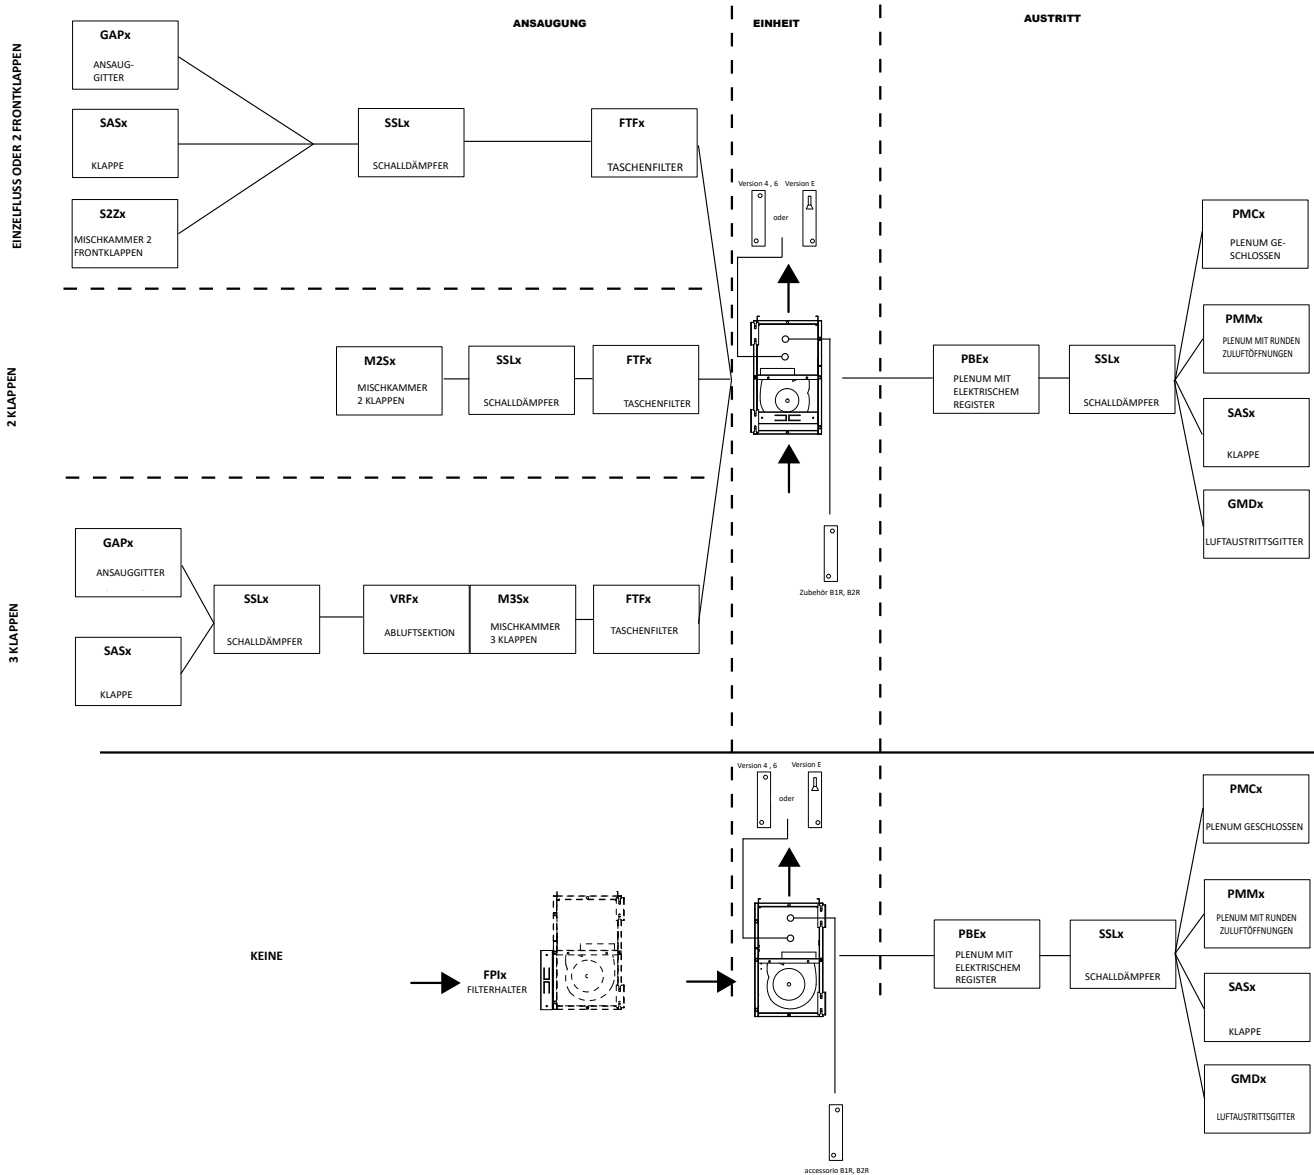 ANSAUGUNG
EINHEIT
AUSTRITT
EINZELFLUSS ODER 2 FRONTKLAPPEN
GAPx
ANSAUG-
GITTER
SASx
KLAPPE
S2Zx
MISCHKAMMER 2
FRONTKLAPPEN
SSLx
SCHALLDÄMPFER
FTFx
TASCHENFILTER
Version 4 , 6
Version E
oder
PMCx
PLENUM GE-
SCHLOSSEN
PMMx
PLENUM MIT RUNDEN
ZULUFTÖFFNUNGEN
SASx
KLAPPE
GMDx
LUFTAUSTRITTSGITTER
PBEx
PLENUM MIT
ELEKTRISCHEM
REGISTER
SSLx
SCHALLDÄMPFER
2 KLAPPEN
M2Sx
MISCHKAMMER
2 KLAPPEN
SSLx
SCHALLDÄMPFER
FTFx
TASCHENFILTER
3 KLAPPEN
GAPx
ANSAUGGITTER
SASx
KLAPPE
SSLx
SCHALLDÄMPFER
VRFx
ABLUFTSEKTION
M3Sx
MISCHKAMMER
3 KLAPPEN
FTFx
TASCHENFILTER
Zubehör B1R, B2R
Version 4 , 6
Version E
oder
KEINE
FPIx
FILTERHALTER
PBEx
PLENUM MIT
ELEKTRISCHEM
REGISTER
SSLx
SCHALLDÄMPFER
PMCx
PLENUM GESCHLOSSEN
PMMx
PLENUM MIT RUNDEN
ZULUFTÖFFNUNGEN
SASx
KLAPPE
GMDx
LUFTAUSTRITTSGITTER
accessorio B1R, B2R